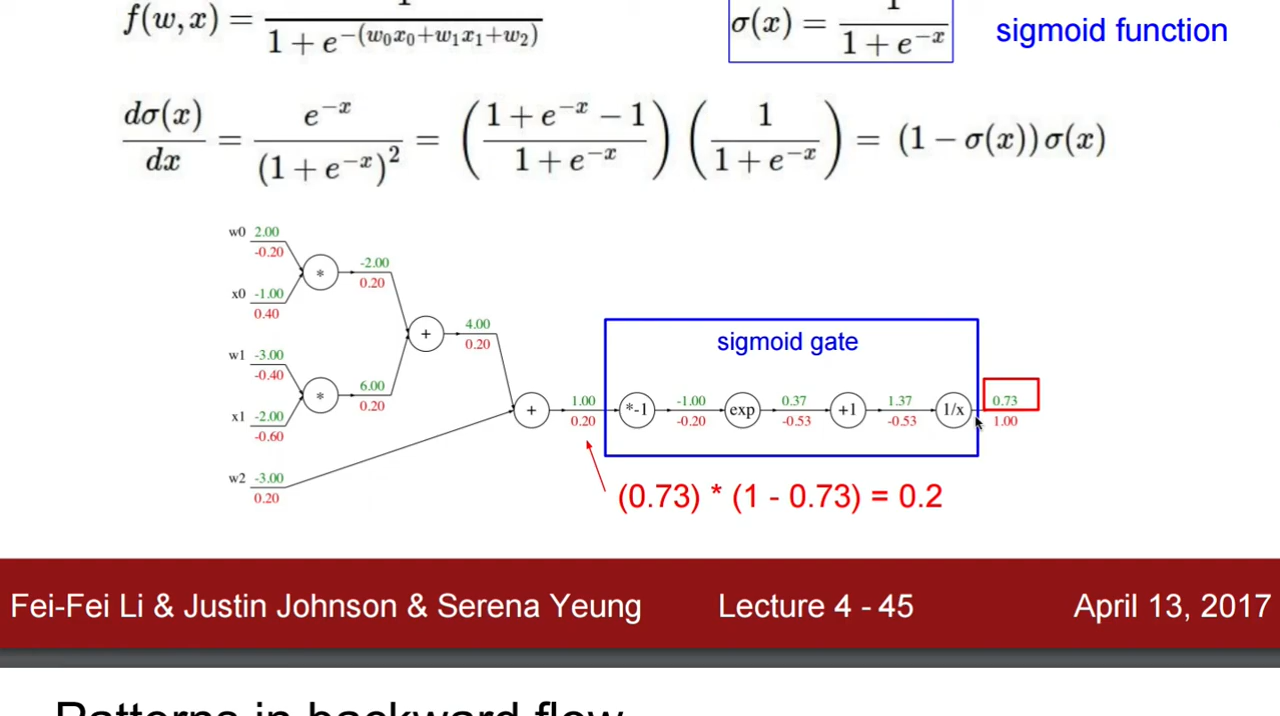 f(w, x) = 1 / (1 + e^−(w₀x₀+w₁x₁+w₂))
σ(x) = 1 / (1 + e^−x)
sigmoid function
dσ(x)/dx = e^−x / (1 + e^−x)² = ((1 + e^−x − 1) / (1 + e^−x)) (1 / (1 + e^−x)) = (1 − σ(x)) σ(x)
w0 2.00
-0.20
*
-2.00
0.20
x0 -1.00
0.40
+
4.00
0.20
w1 -3.00
-0.40
*
6.00
0.20
x1 -2.00
-0.60
w2 -3.00
0.20
+
1.00
0.20
sigmoid gate
*-1
-1.00
-0.20
exp
0.37
-0.53
+1
1.37
-0.53
1/x
0.73
1.00
(0.73) * (1 - 0.73) = 0.2
Fei-Fei Li & Justin Johnson & Serena Yeung
Lecture 4 - 45
April 13, 2017
Patterns in backward flow